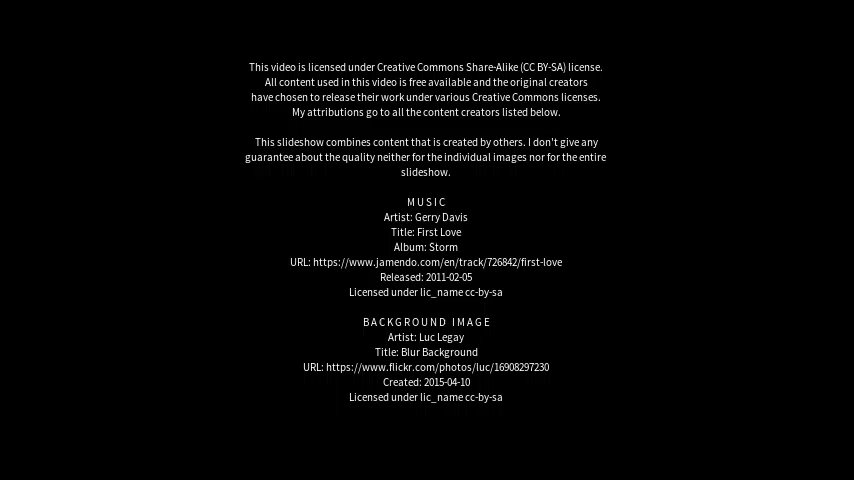 This video is licensed under Creative Commons Share-Alike (CC BY-SA) license.
All content used in this video is free available and the original creators
have chosen to release their work under various Creative Commons licenses.
My attributions go to all the content creators listed below.
This slideshow combines content that is created by others. I don't give any
guarantee about the quality neither for the individual images nor for the entire
slideshow.
MUSIC
Artist: Gerry Davis
Title: First Love
Album: Storm
URL: https://www.jamendo.com/en/track/726842/first-love
Released: 2011-02-05
Licensed under lic_name cc-by-sa
BACKGROUND IMAGE
Artist: Luc Legay
Title: Blur Background
URL: https://www.flickr.com/photos/luc/16908297230
Created: 2015-04-10
Licensed under lic_name cc-by-sa